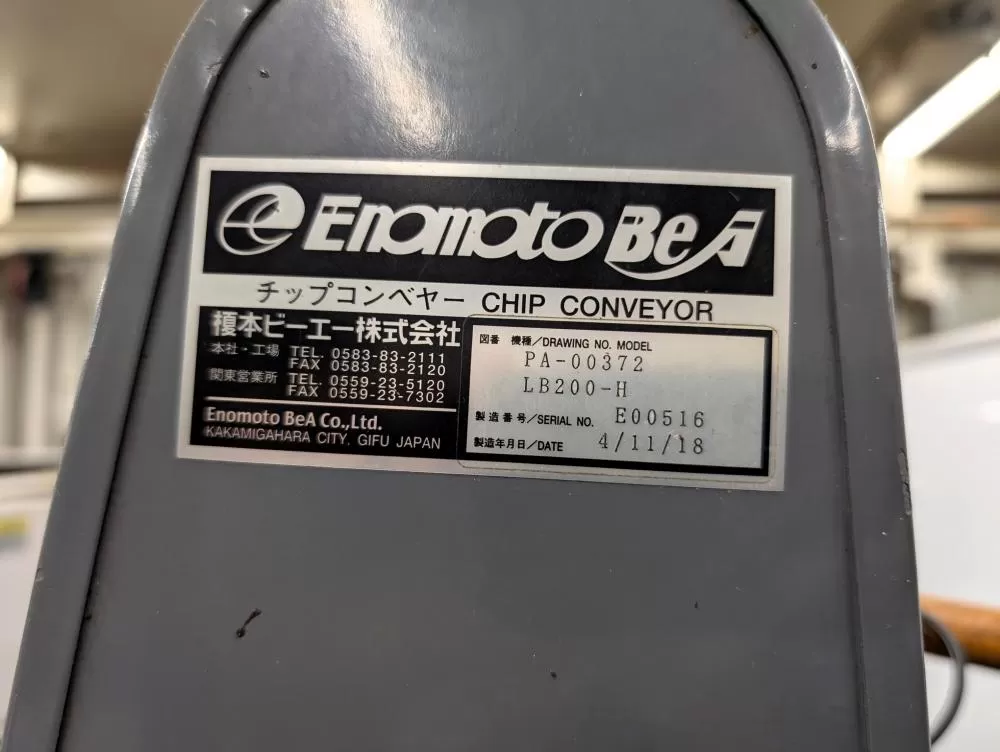 Enomoto BeA
チップコンベヤー CHIP CONVEYOR
榎本ビーエー株式会社
本社・工場 TEL. 0583-83-2111
FAX 0583-83-2120
関東営業所 TEL. 0559-23-5120
FAX 0559-23-7302
Enomoto BeA Co.,Ltd.
KAKAMIGAHARA CITY. GIFU JAPAN
図番 機種/DRAWING NO. MODEL
PA-00372
LB200-H
製造番号/SERIAL NO. E00516
製造年月日/DATE 4/11/18